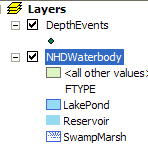 Layers
DepthEvents
NHDWaterbody
<all other values>
FTYPE
LakePond
Reservoir
SwampMarsh